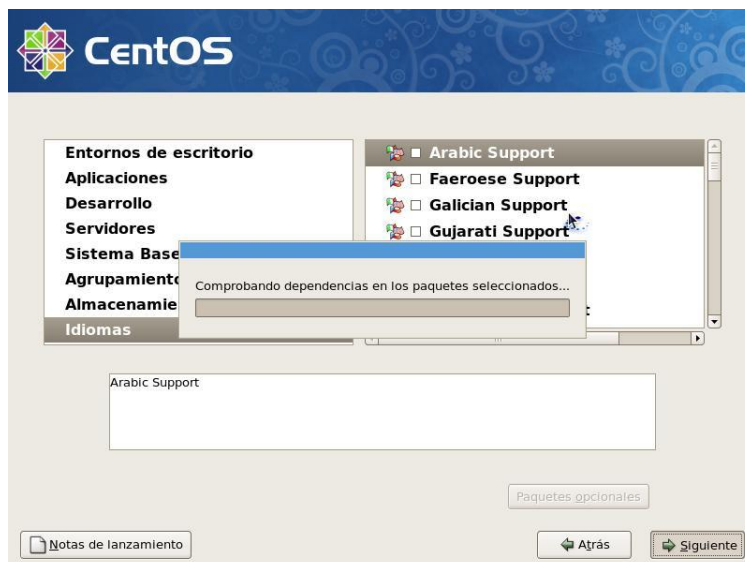 CentOS
Entornos de escritorio
Aplicaciones
Desarrollo
Servidores
Sistema Base
Agrupamiento
Almacenamie
Idiomas
Arabic Support
Faeroese Support
Galician Support
Gujarati Support
Comprobando dependencias en los paquetes seleccionados...
Arabic Support
Paquetes opcionales
Notas de lanzamiento
Atrás
Siguiente